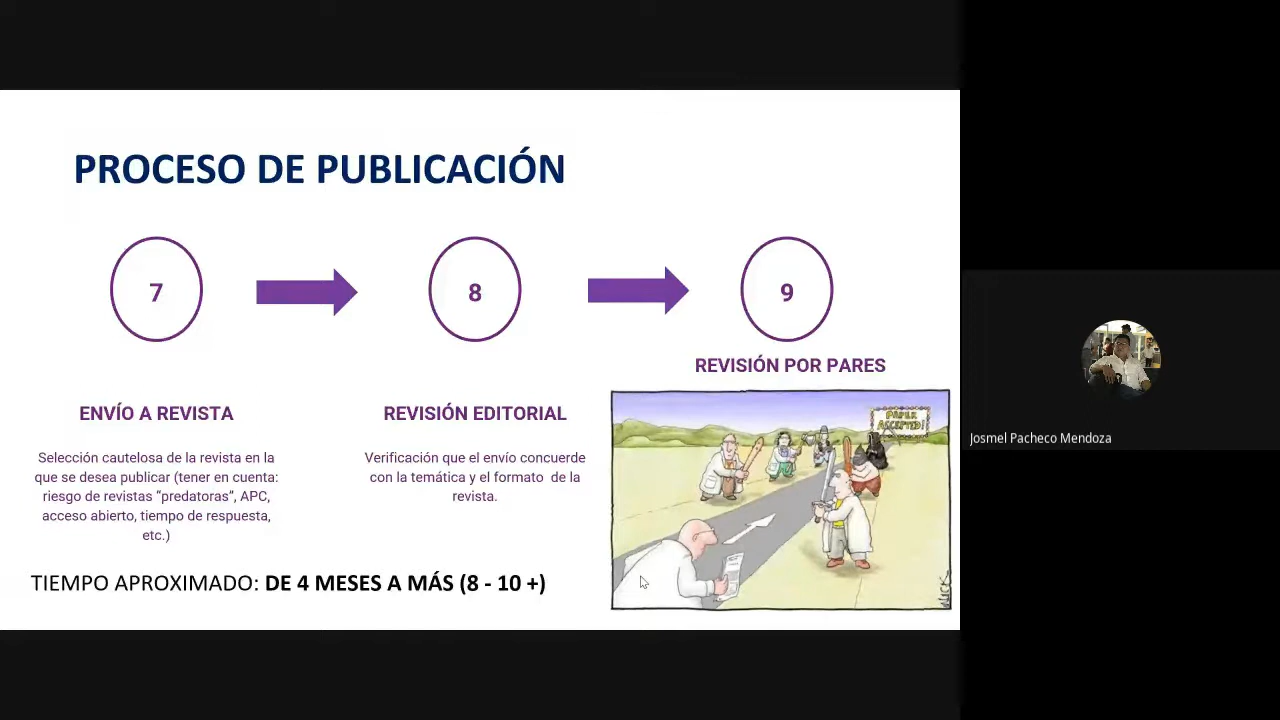 PROCESO DE PUBLICACIÓN
7
8
9
REVISIÓN POR PARES
ENVÍO A REVISTA
REVISIÓN EDITORIAL
Selección cautelosa de la revista en la
que se desea publicar (tener en cuenta:
riesgo de revistas “predatoras”, APC,
acceso abierto, tiempo de respuesta,
etc.)
Verificación que el envío concuerde
con la temática y el formato de la
revista.
PAPER
ACCEPTED!
TIEMPO APROXIMADO: DE 4 MESES A MÁS (8 - 10 +)
Josmel Pacheco Mendoza